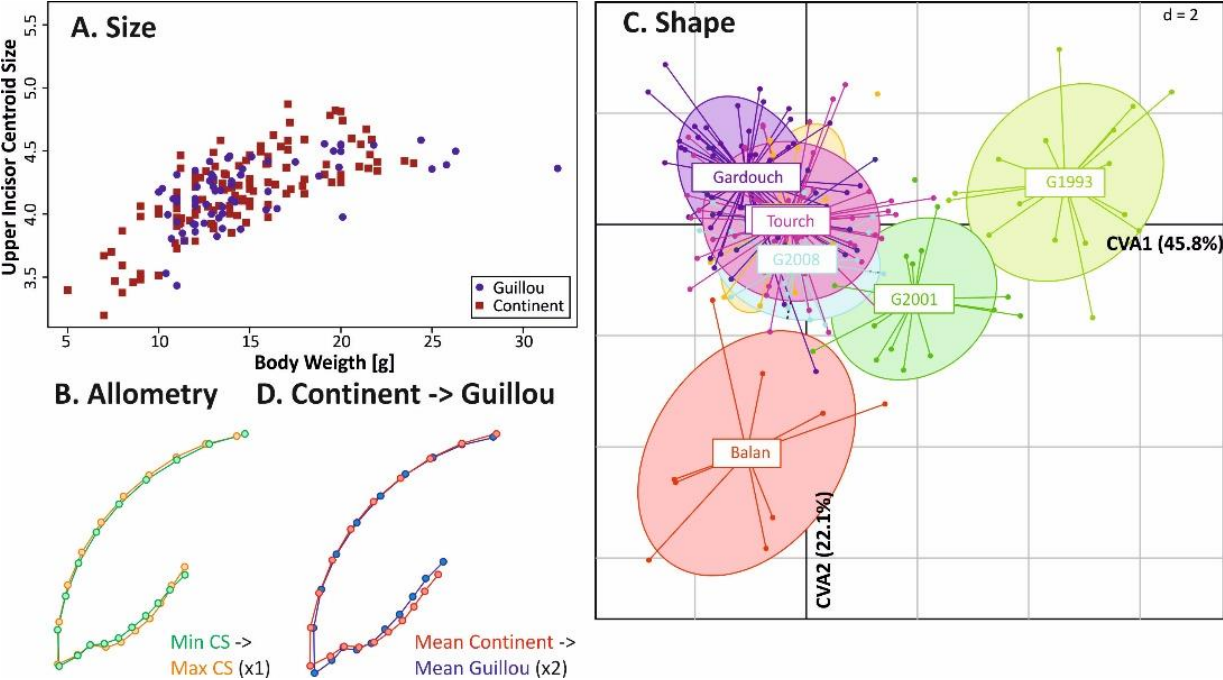 A. Size
Upper Incisor Centroid Size
5.5
5.0
4.5
4.0
3.5
Guillou
Continent
5 10 15 20 25 30
Body Weigth [g]
B. Allometry
Min CS ->
Max CS (x1)
D. Continent -> Guillou
Mean Continent ->
Mean Guillou (x2)
C. Shape
d = 2
Gardouch
G1993
Tourch
CVA1 (45.8%)
G2008
G2001
Balan
CVA2 (22.1%)